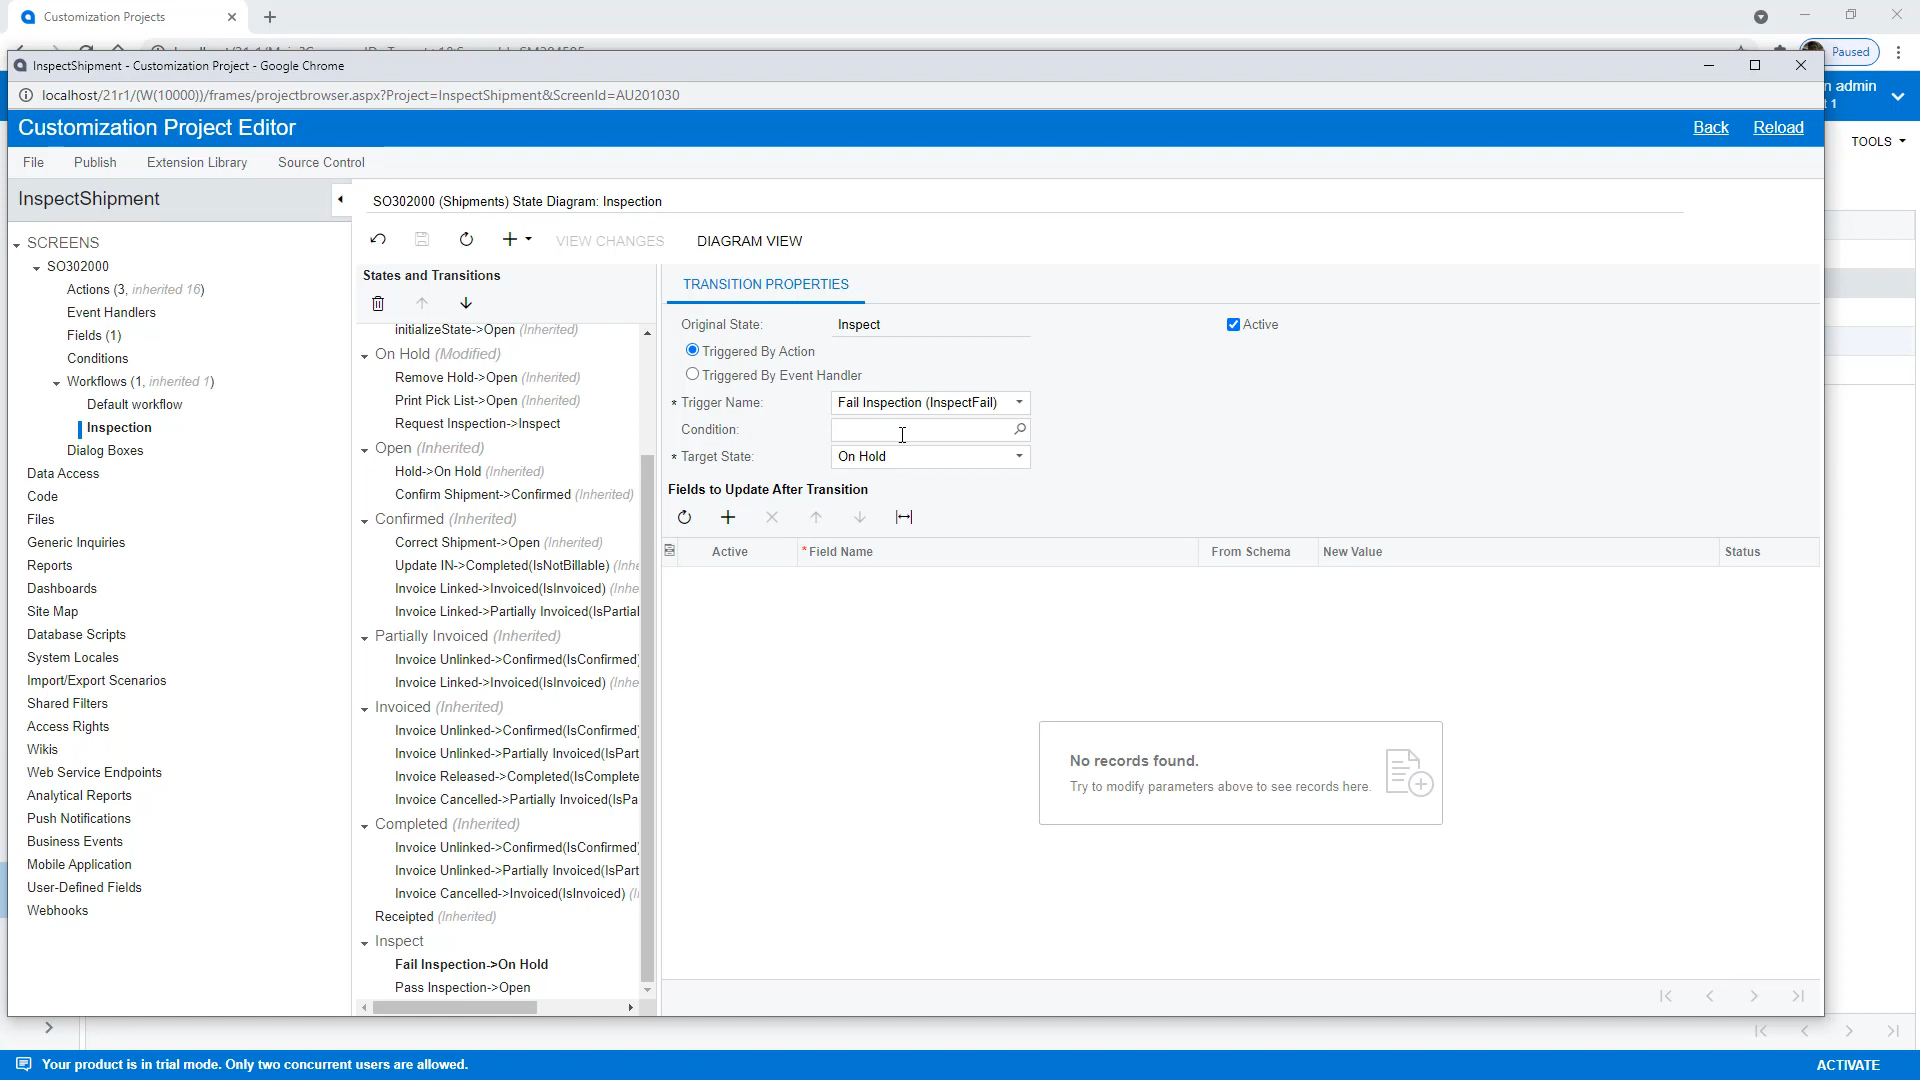 Customization Projects
Paused
InspectShipment - Customization Project - Google Chrome
localhost/21r1/(W(10000))/frames/projectbrowser.aspx?Project=InspectShipment&ScreenId=AU201030
n admin
Customization Project Editor
Back
Reload
File
Publish
Extension Library
Source Control
TOOLS
InspectShipment
SO302000 (Shipments) State Diagram: Inspection
VIEW CHANGES
DIAGRAM VIEW
SCREENS
SO302000
Actions (3, inherited 16)
Event Handlers
Fields (1)
Conditions
Workflows (1, inherited 1)
Default workflow
Inspection
Dialog Boxes
Data Access
Code
Files
Generic Inquiries
Reports
Dashboards
Site Map
Database Scripts
System Locales
Import/Export Scenarios
Shared Filters
Access Rights
Wikis
Web Service Endpoints
Analytical Reports
Push Notifications
Business Events
Mobile Application
User-Defined Fields
Webhooks
States and Transitions
initializeState->Open (Inherited)
On Hold (Modified)
Remove Hold->Open (Inherited)
Print Pick List->Open (Inherited)
Request Inspection->Inspect
Open (Inherited)
Hold->On Hold (Inherited)
Confirm Shipment->Confirmed (Inherited)
Confirmed (Inherited)
Correct Shipment->Open (Inherited)
Update IN->Completed(IsNotBillable) (Inhe
Invoice Linked->Invoiced(IsInvoiced) (Inhe
Invoice Linked->Partially Invoiced(IsPartial
Partially Invoiced (Inherited)
Invoice Unlinked->Confirmed(IsConfirmed)
Invoice Linked->Invoiced(IsInvoiced) (Inhe
Invoiced (Inherited)
Invoice Unlinked->Confirmed(IsConfirmed)
Invoice Unlinked->Partially Invoiced(IsPart
Invoice Released->Completed(IsComplete
Invoice Cancelled->Partially Invoiced(IsPa
Completed (Inherited)
Invoice Unlinked->Confirmed(IsConfirmed)
Invoice Unlinked->Partially Invoiced(IsPart
Invoice Cancelled->Invoiced(IsInvoiced) (I
Receipted (Inherited)
Inspect
Fail Inspection->On Hold
Pass Inspection->Open
TRANSITION PROPERTIES
Original State: Inspect
Active
Triggered By Action
Triggered By Event Handler
* Trigger Name: Fail Inspection (InspectFail)
Condition:
* Target State: On Hold
Fields to Update After Transition
Active
* Field Name
From Schema
New Value
Status
No records found.
Try to modify parameters above to see records here.
Your product is in trial mode. Only two concurrent users are allowed.
ACTIVATE